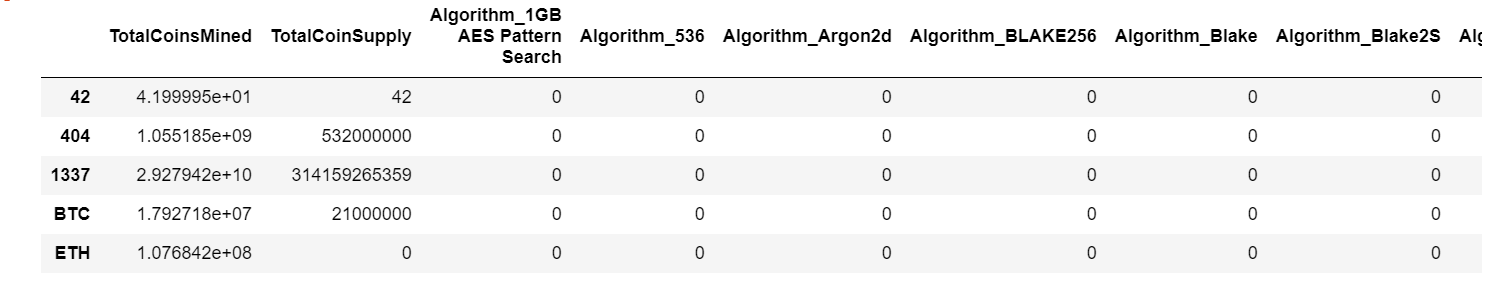 TotalCoinsMined TotalCoinSupply Algorithm_1GB AES Pattern Search Algorithm_536 Algorithm_Argon2d Algorithm_BLAKE256 Algorithm_Blake Algorithm_Blake2S
42 4.199995e+01 42 0 0 0 0 0 0
404 1.055185e+09 532000000 0 0 0 0 0 0
1337 2.927942e+10 314159265359 0 0 0 0 0 0
BTC 1.792718e+07 21000000 0 0 0 0 0 0
ETH 1.076842e+08 0 0 0 0 0 0 0